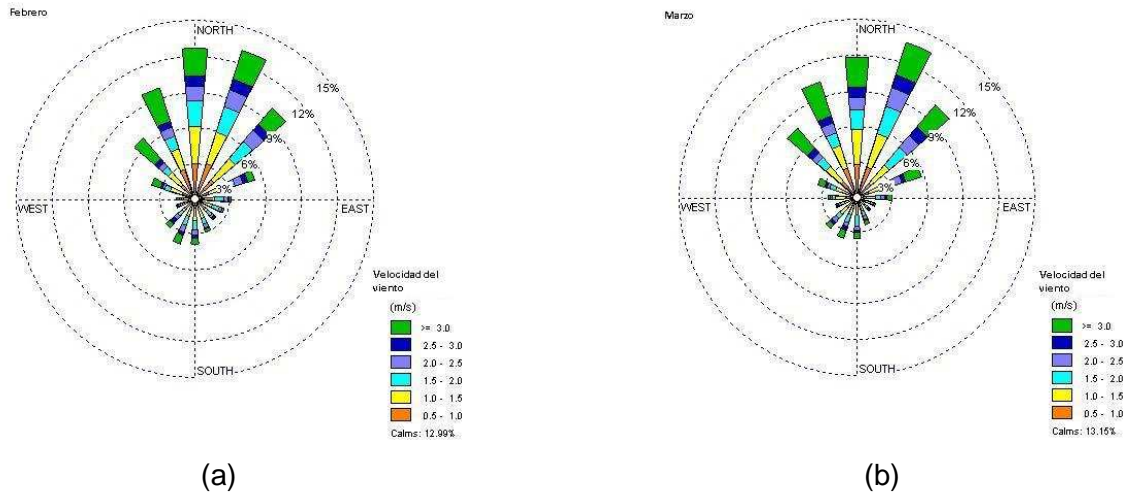 Febrero
NORTH
15%
12%
9%
6%
3%
WEST
EAST
SOUTH
Velocidad del
viento
(m/s)
>= 3.0
2.5 - 3.0
2.0 - 2.5
1.5 - 2.0
1.0 - 1.5
0.5 - 1.0
Calms: 12.99%
(a)
Marzo
NORTH
15%
12%
9%
6%
3%
WEST
EAST
SOUTH
Velocidad del
viento
(m/s)
>= 3.0
2.5 - 3.0
2.0 - 2.5
1.5 - 2.0
1.0 - 1.5
0.5 - 1.0
Calms: 13.15%
(b)